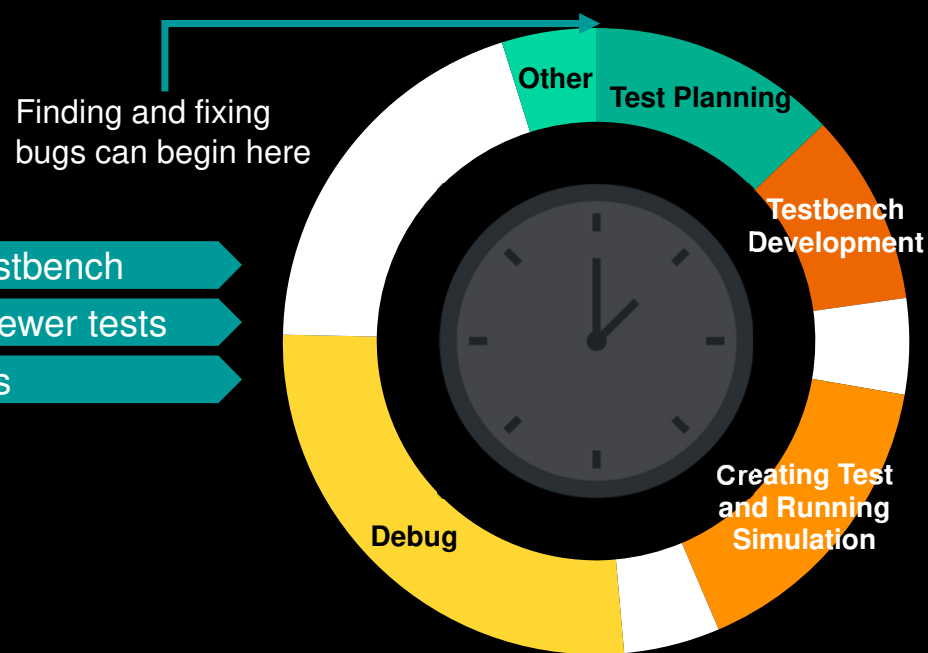 Other
Test Planning
Finding and fixing
bugs can begin here
Testbench
Development
stbench
ewer tests
s
Creating Test
and Running
Simulation
Debug